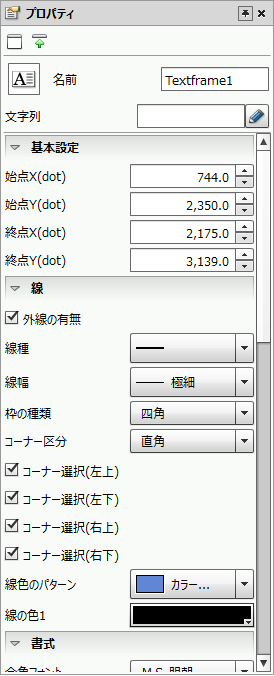 プロパティ
名前 Textframe1
文字列
基本設定
始点X(dot) 744.0
始点Y(dot) 2,350.0
終点X(dot) 2,175.0
終点Y(dot) 3,139.0
線
外線の有無
線種
線幅 極細
枠の種類 四角
コーナー区分 直角
コーナー選択(左上)
コーナー選択(左下)
コーナー選択(右上)
コーナー選択(右下)
線色のパターン カラー...
線の色1
書式